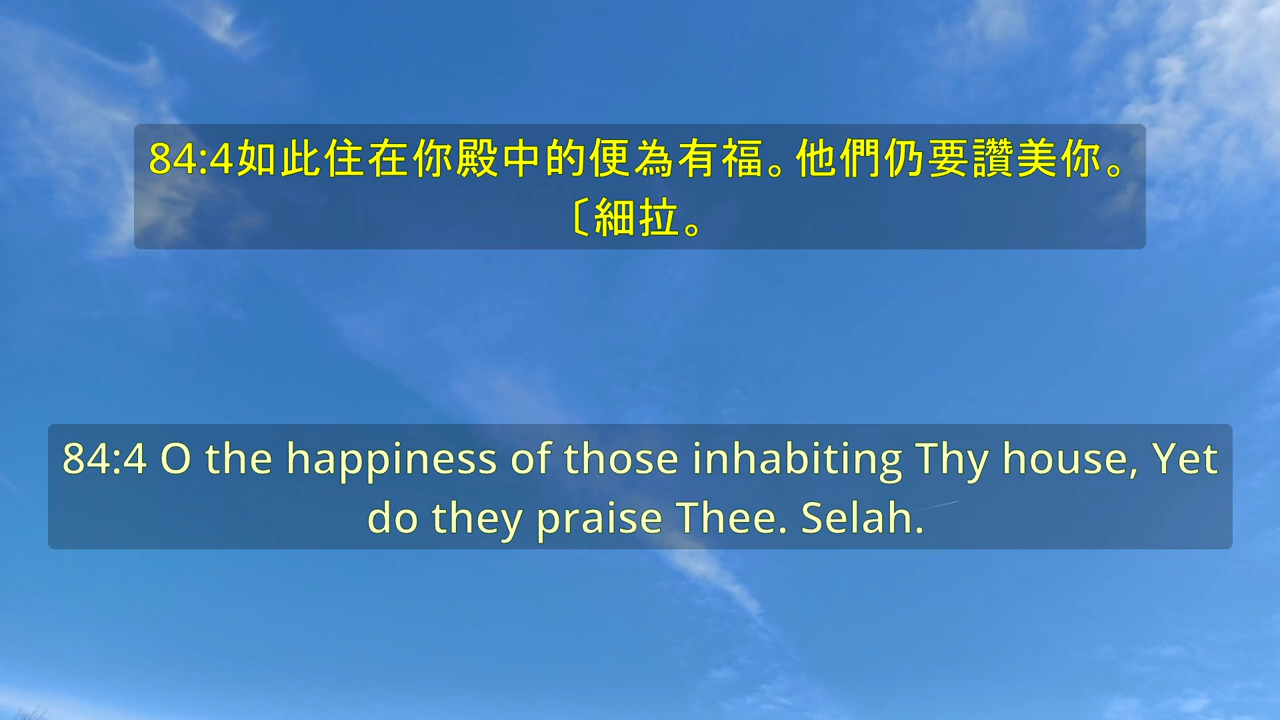 84:4如此住在你殿中的便為有福。他們仍要讚美你。
〔細拉。
84:4 O the happiness of those inhabiting Thy house, Yet
do they praise Thee. Selah.